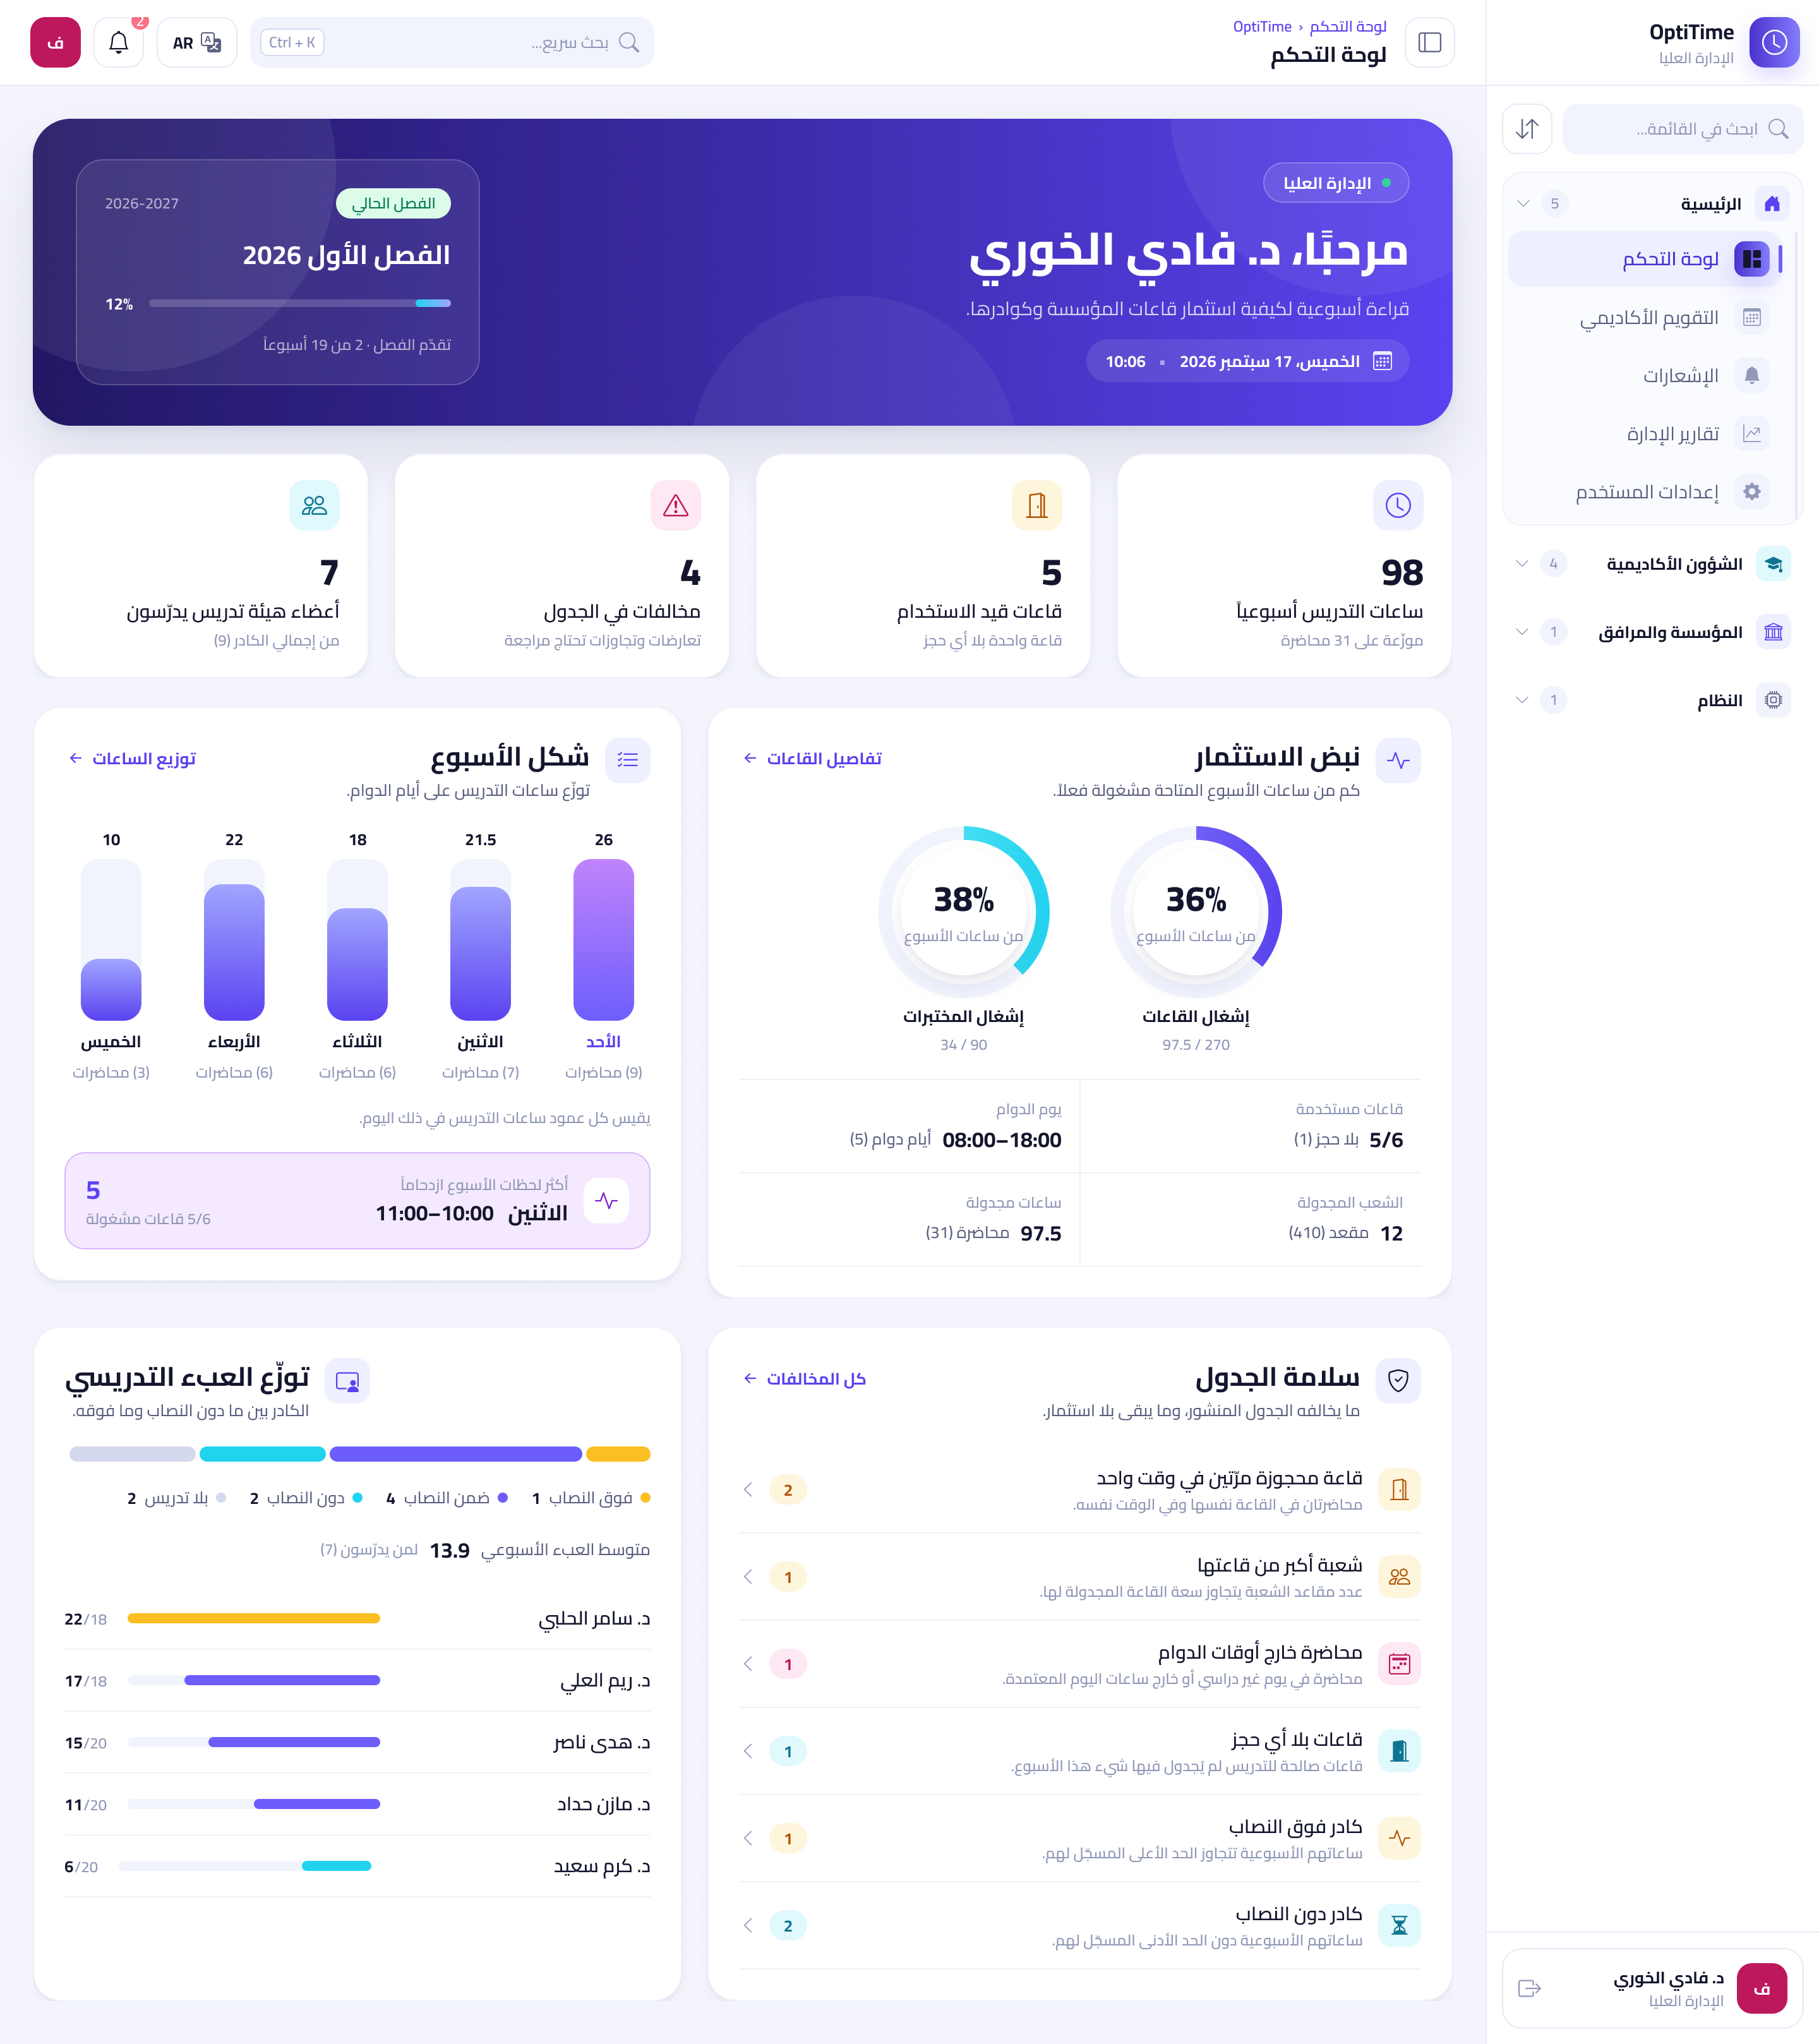 OptiTime
الإدارة العليا
ابحث في القائمة...
الرئيسية
5
لوحة التحكم
التقويم الأكاديمي
الإشعارات
تقارير الإدارة
إعدادات المستخدم
الشؤون الأكاديمية
4
المؤسسة والمرافق
1
النظام
1
د. فادي الخوري
الإدارة العليا
ف
لوحة التحكم › OptiTime
لوحة التحكم
بحث سريع...
Ctrl + K
AR
2
ف
الإدارة العليا
مرحبًا، د. فادي الخوري
قراءة أسبوعية لكيفية استثمار قاعات المؤسسة وكوادرها.
الخميس، 17 سبتمبر 2026 • 10:06
الفصل الحالي
2026-2027
الفصل الأول 2026
12%
تقدّم الفصل · 2 من 19 أسبوعاً
98
ساعات التدريس أسبوعياً
موزّعة على 31 محاضرة
5
قاعات قيد الاستخدام
قاعة واحدة بلا أي حجز
4
مخالفات في الجدول
تعارضات وتجاوزات تحتاج مراجعة
7
أعضاء هيئة تدريس يدرّسون
من إجمالي الكادر (9)
نبض الاستثمار
تفاصيل القاعات
كم من ساعات الأسبوع المتاحة مشغولة فعلاً.
36%
من ساعات الأسبوع
إشغال القاعات
97.5 / 270
38%
من ساعات الأسبوع
إشغال المختبرات
34 / 90
قاعات مستخدمة
5/6 بلا حجز (1)
يوم الدوام
08:00–18:00 أيام دوام (5)
الشعب المجدولة
12 مقعد (410)
ساعات مجدولة
97.5 محاضرة (31)
شكل الأسبوع
توزيع الساعات
توزّع ساعات التدريس على أيام الدوام.
26
الأحد
(9) محاضرات
21.5
الاثنين
(7) محاضرات
18
الثلاثاء
(6) محاضرات
22
الأربعاء
(6) محاضرات
10
الخميس
(3) محاضرات
يقيس كل عمود ساعات التدريس في ذلك اليوم.
أكثر لحظات الأسبوع ازدحاماً
الاثنين 10:00–11:00
5
5/6 قاعات مشغولة
سلامة الجدول
كل المخالفات
ما يخالفه الجدول المنشور، وما يبقى بلا استثمار.
قاعة محجوزة مرّتين في وقت واحد
محاضرتان في القاعة نفسها وفي الوقت نفسه.
2
شعبة أكبر من قاعتها
عدد مقاعد الشعبة يتجاوز سعة القاعة المجدولة لها.
1
محاضرة خارج أوقات الدوام
محاضرة في يوم غير دراسي أو خارج ساعات اليوم المعتمدة.
1
قاعات بلا أي حجز
قاعات صالحة للتدريس لم يُجدول فيها شيء هذا الأسبوع.
1
كادر فوق النصاب
ساعاتهم الأسبوعية تتجاوز الحد الأعلى المسجّل لهم.
1
كادر دون النصاب
ساعاتهم الأسبوعية دون الحد الأدنى المسجّل لهم.
2
توزّع العبء التدريسي
الكادر بين ما دون النصاب وما فوقه.
فوق النصاب 1
ضمن النصاب 4
دون النصاب 2
بلا تدريس 2
متوسط العبء الأسبوعي 13.9 لمن يدرّسون (7)
د. سامر الحلبي
22/18
د. ريم العلي
17/18
د. هدى ناصر
15/20
د. مازن حداد
11/20
د. كرم سعيد
6/20